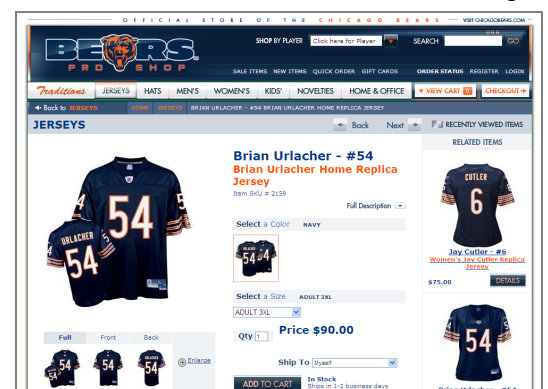 OFFICIAL STORE OF THE CHICAGO BEARS — VISIT CHICAGOBEARS.COM
BEARS
PRO SHOP
SHOP BY PLAYER Click here for Player SEARCH GO
SALE ITEMS NEW ITEMS QUICK ORDER GIFT CARDS ORDER STATUS REGISTER LOGIN
Traditions JERSEYS HATS MEN'S WOMEN'S KIDS' NOVELTIES HOME & OFFICE VIEW CART 0 CHECKOUT
Back to JERSEYS HOME JERSEYS BRIAN URLACHER - #54 BRIAN URLACHER HOME REPLICA JERSEY
JERSEYS Back Next RECENTLY VIEWED ITEMS
RELATED ITEMS
Brian Urlacher - #54
Brian Urlacher Home Replica
Jersey
Item SKU # 2159
Full Description
Select a Color NAVY
Select a Size ADULT 3XL
ADULT 3XL
Qty 1 Price $90.00
Ship To Myself
ADD TO CART In Stock
Ships in 1-2 business days
54
URLACHER
54
Full Front Back
Enlarge
CUTLER
6
Jay Cutler - #6
Women's Jay Cutler Replica
Jersey
$75.00 DETAILS
54